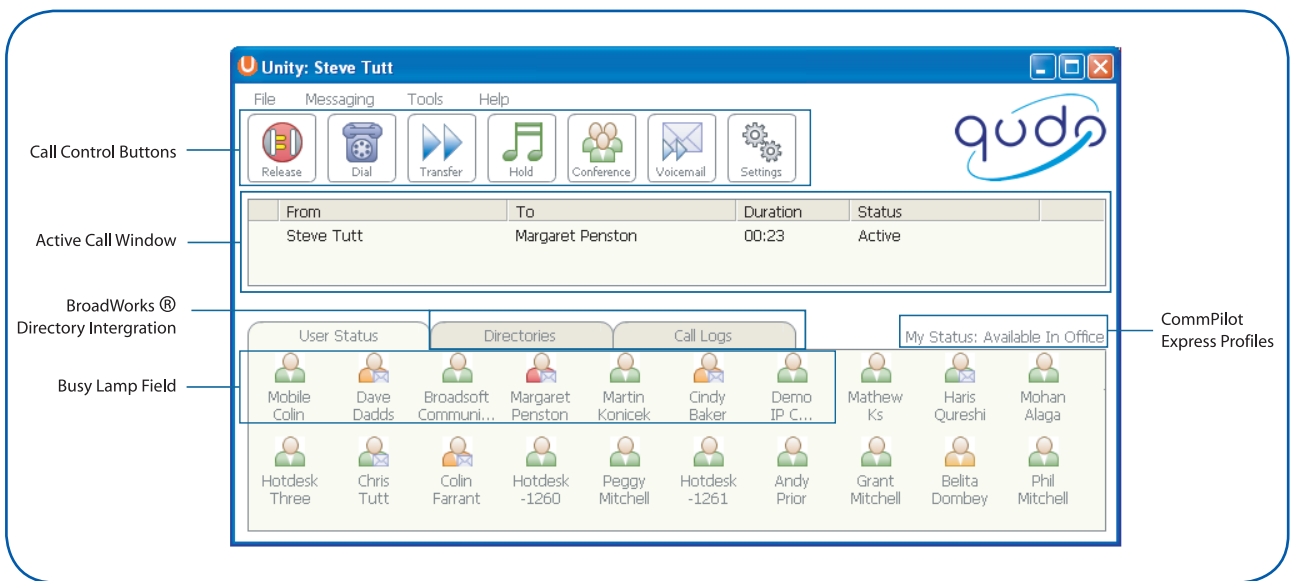 Unity: Steve Tutt
File Messaging Tools Help
qudo
Call Control Buttons
Release Dial Transfer Hold Conference Voicemail Settings
From To Duration Status
Active Call Window
Steve Tutt Margaret Penston 00:23 Active
BroadWorks ®
Directory Intergration
User Status Directories Call Logs My Status: Available In Office
CommPilot
Express Profiles
Busy Lamp Field
Mobile Dave Broadsoft Margaret Martin Cindy Demo Mathew Haris Mohan
Colin Dadds Communi... Penston Konicek Baker IP C... Ks Qureshi Alaga
Hotdesk Chris Colin Hotdesk Peggy Hotdesk Andy Grant Belita Phil
Three Tutt Farrant -1260 Mitchell -1261 Prior Mitchell Dombey Mitchell